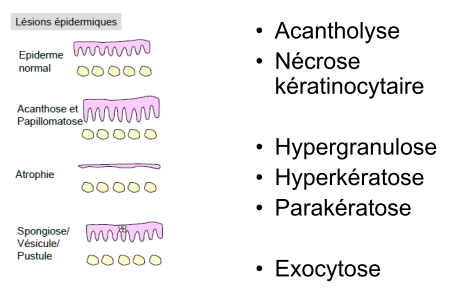 Lésions épidermiques
Epiderme
normal
Acanthose et
Papillomatose
Atrophie
Spongiose/
Vésicule/
Pustule
• Acantholyse
• Nécrose
kératinocytaire
• Hypergranulose
• Hyperkératose
• Parakératose
• Exocytose